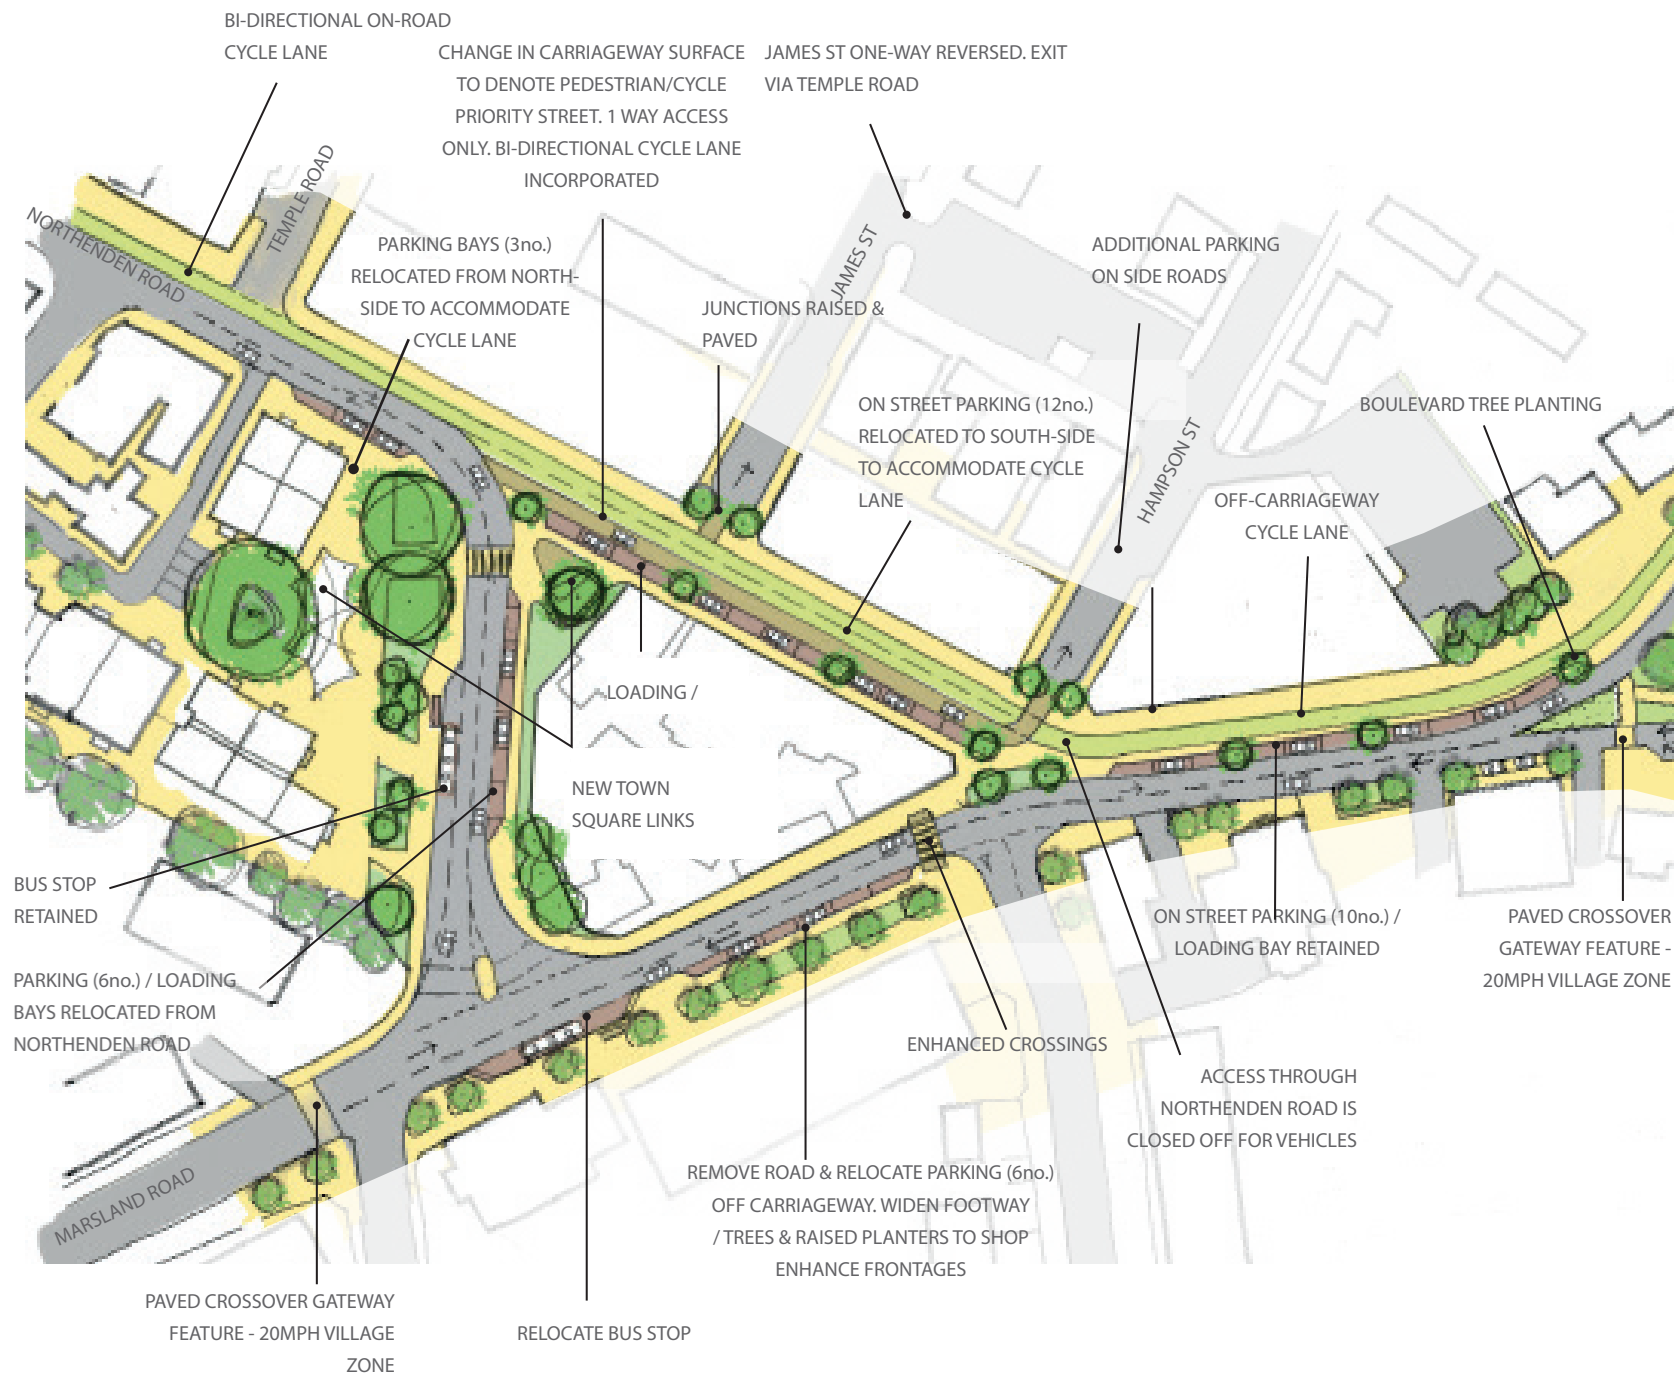 BI-DIRECTIONAL ON-ROAD
CYCLE LANE
CHANGE IN CARRIAGEWAY SURFACE
TO DENOTE PEDESTRIAN/CYCLE
PRIORITY STREET. 1 WAY ACCESS
ONLY. BI-DIRECTIONAL CYCLE LANE
INCORPORATED
JAMES ST ONE-WAY REVERSED. EXIT
VIA TEMPLE ROAD
NORTHENDEN ROAD
TEMPLE ROAD
PARKING BAYS (3no.)
RELOCATED FROM NORTH-
SIDE TO ACCOMMODATE
CYCLE LANE
JAMES ST
JUNCTIONS RAISED &
PAVED
ADDITIONAL PARKING
ON SIDE ROADS
ON STREET PARKING (12no.)
RELOCATED TO SOUTH-SIDE
TO ACCOMMODATE CYCLE
LANE
HAMPSON ST
BOULEVARD TREE PLANTING
OFF-CARRIAGEWAY
CYCLE LANE
LOADING /
NEW TOWN
SQUARE LINKS
BUS STOP
RETAINED
PARKING (6no.) / LOADING
BAYS RELOCATED FROM
NORTHENDEN ROAD
ON STREET PARKING (10no.) /
LOADING BAY RETAINED
PAVED CROSSOVER
GATEWAY FEATURE -
20MPH VILLAGE ZONE
ENHANCED CROSSINGS
ACCESS THROUGH
NORTHENDEN ROAD IS
CLOSED OFF FOR VEHICLES
MARSLAND ROAD
REMOVE ROAD & RELOCATE PARKING (6no.)
OFF CARRIAGEWAY. WIDEN FOOTWAY
/ TREES & RAISED PLANTERS TO SHOP
ENHANCE FRONTAGES
PAVED CROSSOVER GATEWAY
FEATURE - 20MPH VILLAGE
ZONE
RELOCATE BUS STOP